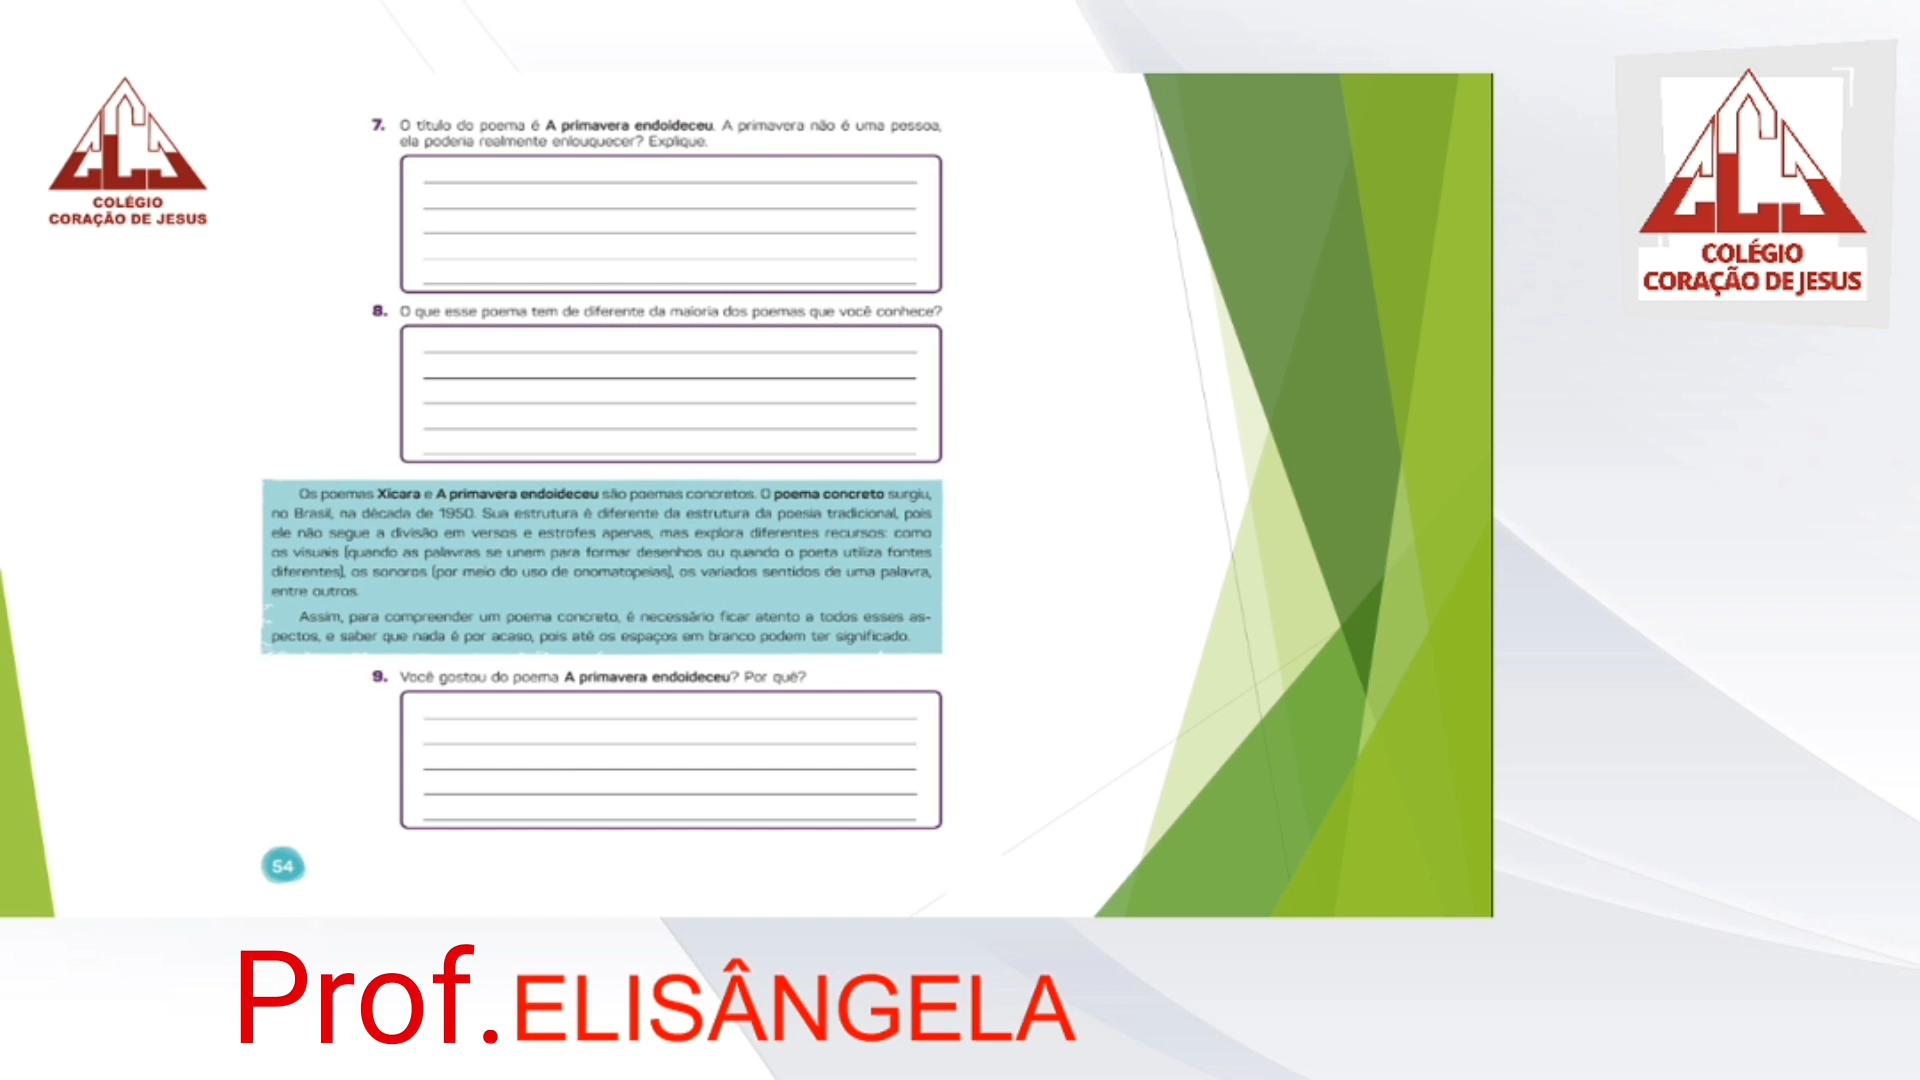 COLÉGIO
CORAÇÃO DE JESUS
7. O título do poema é A primavera endoideceu. A primavera não é uma pessoa,
ela poderia realmente enlouquecer? Explique.
8. O que esse poema tem de diferente da maioria dos poemas que você conhece?
Os poemas Xícara e A primavera endoideceu são poemas concretos. O poema concreto surgiu,
no Brasil, na década de 1950. Sua estrutura é diferente da estrutura da poesia tradicional, pois
ele não segue a divisão em versos e estrofes apenas, mas explora diferentes recursos: como
os visuais (quando as palavras se unem para formar desenhos ou quando o poeta utiliza fontes
diferentes), os sonoros (por meio do uso de onomatopeias), os variados sentidos de uma palavra,
entre outros.
Assim, para compreender um poema concreto, é necessário ficar atento a todos esses as-
pectos, e saber que nada é por acaso, pois até os espaços em branco podem ter significado.
9. Você gostou do poema A primavera endoideceu? Por quê?
54
COLÉGIO
CORAÇÃO DE JESUS
Prof. ELISÂNGELA